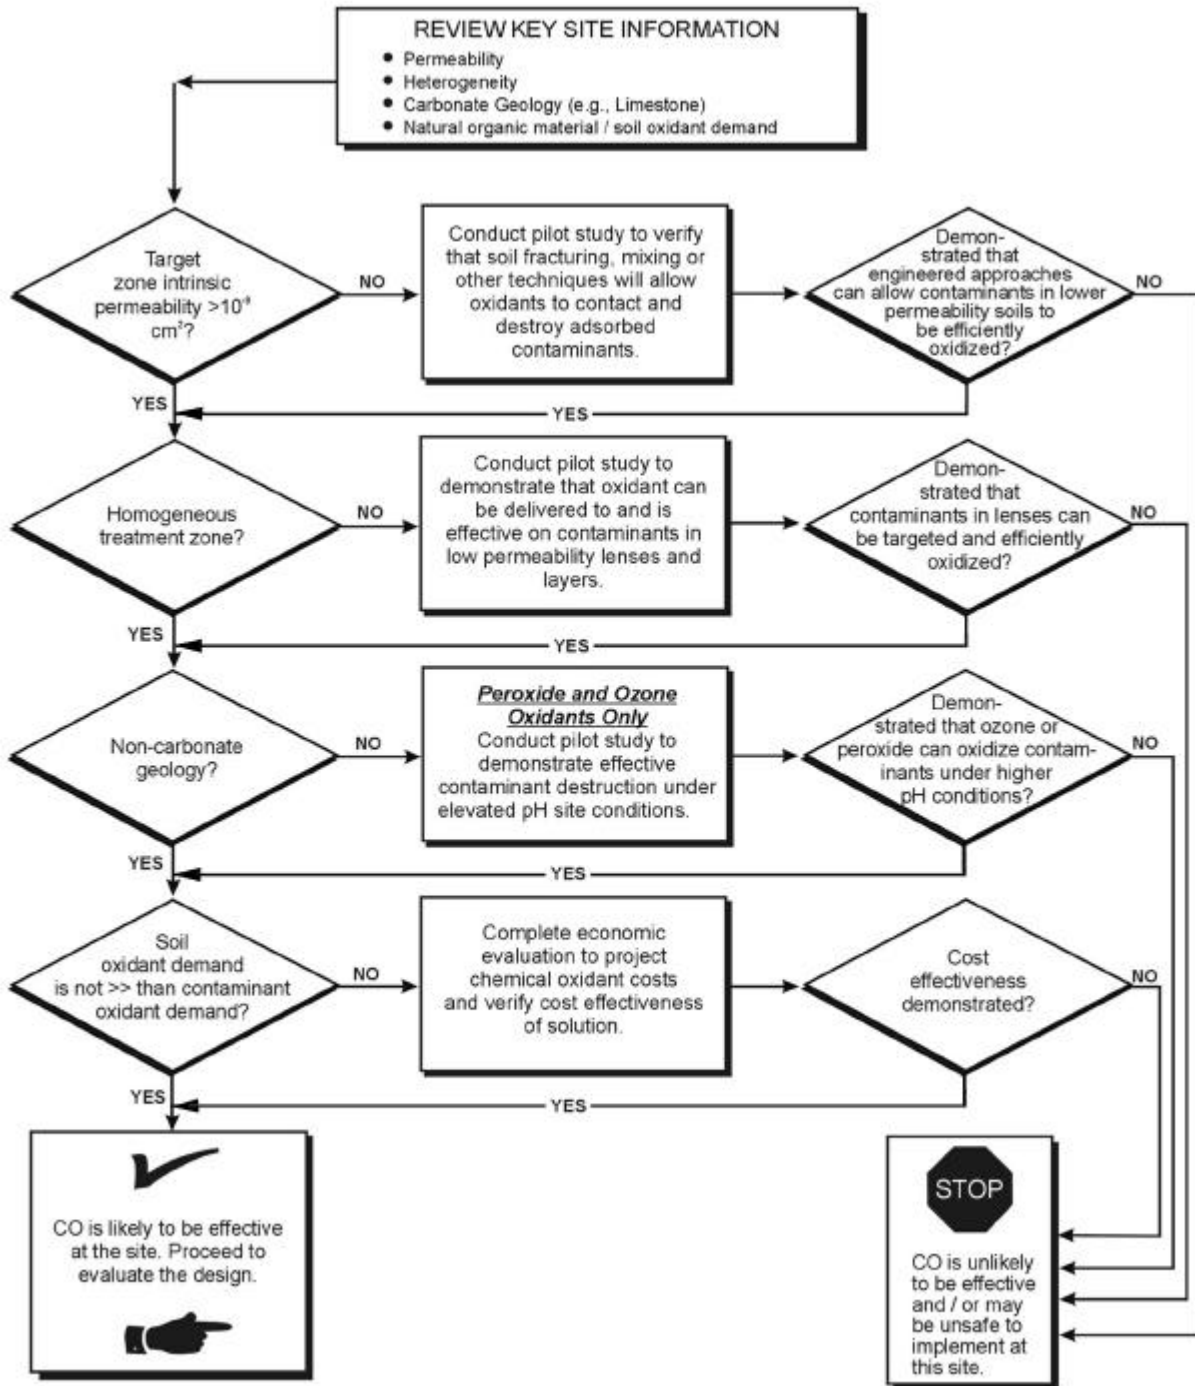 REVIEW KEY SITE INFORMATION
● Permeability
● Heterogeneity
● Carbonate Geology (e.g., Limestone)
● Natural organic material / soil oxidant demand
Target
zone intrinsic
permeability >10⁻⁹
cm²?
NO
Conduct pilot study to verify
that soil fracturing, mixing or
other techniques will allow
oxidants to contact and
destroy adsorbed
contaminants.
Demon-
strated that
engineered approaches
can allow contaminants in lower
permeability soils to
be efficiently
oxidized?
NO
YES
YES
Homogeneous
treatment zone?
NO
Conduct pilot study to
demonstrate that oxidant can
be delivered to and is
effective on contaminants in
low permeability lenses and
layers.
Demon-
strated that
contaminants in lenses can
be targeted and efficiently
oxidized?
NO
YES
YES
Non-carbonate
geology?
NO
Peroxide and Ozone
Oxidants Only
Conduct pilot study to
demonstrate effective
contaminant destruction under
elevated pH site conditions.
Demon-
strated that ozone or
peroxide can oxidize contam-
inants under higher
pH conditions?
NO
YES
YES
Soil
oxidant demand
is not >> than contaminant
oxidant demand?
NO
Complete economic
evaluation to project
chemical oxidant costs
and verify cost effectiveness
of solution.
Cost
effectiveness
demonstrated?
NO
YES
YES
CO is likely to be effective
at the site. Proceed to
evaluate the design.
STOP
CO is unlikely
to be effective
and / or may
be unsafe to
implement at
this site.